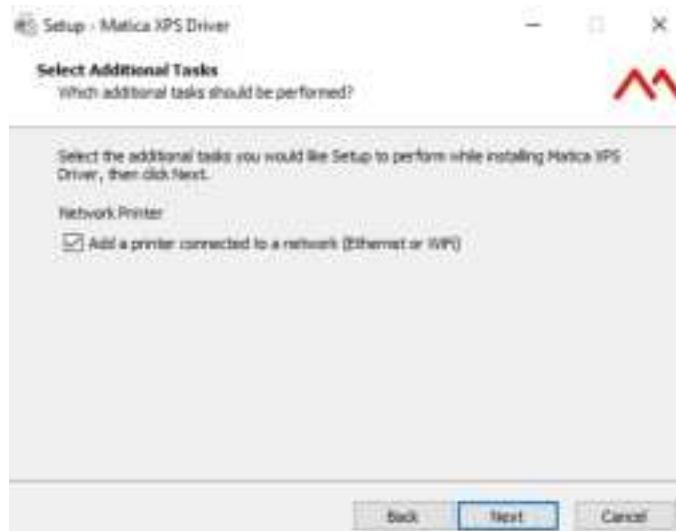 Setup - Matica XPS Driver
Select Additional Tasks
Which additional tasks should be performed?
Select the additional tasks you would like Setup to perform while installing Matica XPS
Driver, then click Next.
Network Printer
Add a printer connected to a network (Ethernet or WiFi)
Back
Next
Cancel